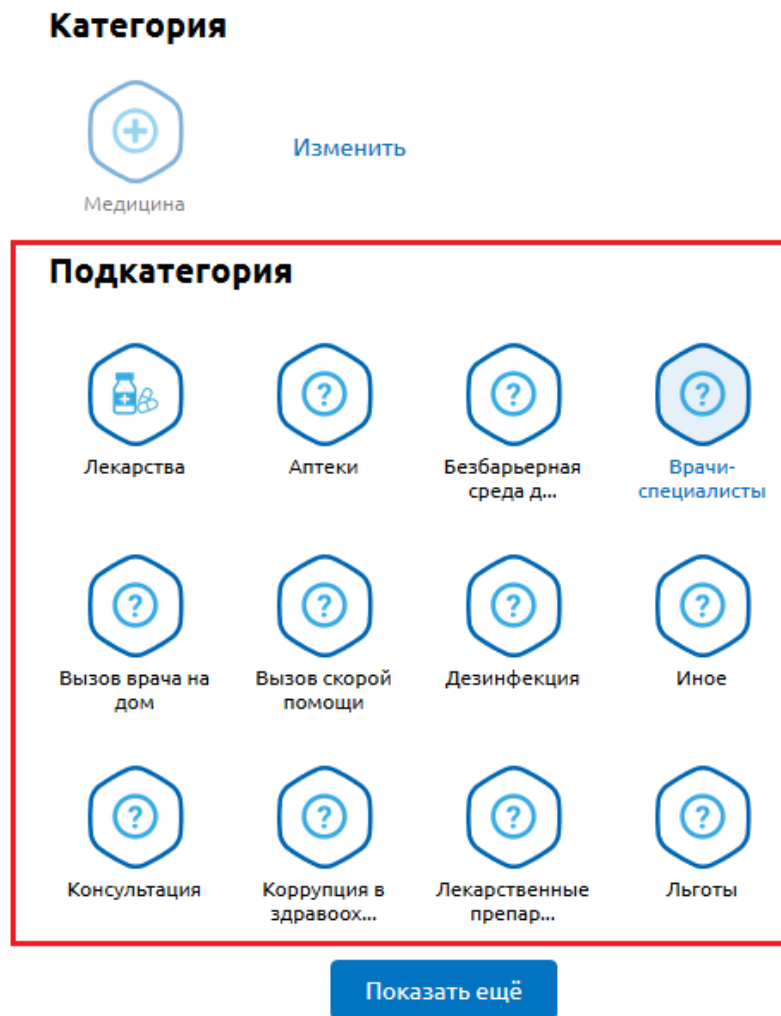 Категория
Изменить
Медицина
Подкатегория
Лекарства
Аптеки
Безбарьерная
среда д...
Врачи-
специалисты
Вызов врача на
дом
Вызов скорой
помощи
Дезинфекция
Иное
Консультация
Коррупция в
здравоох...
Лекарственные
препар...
Льготы
Показать ещё